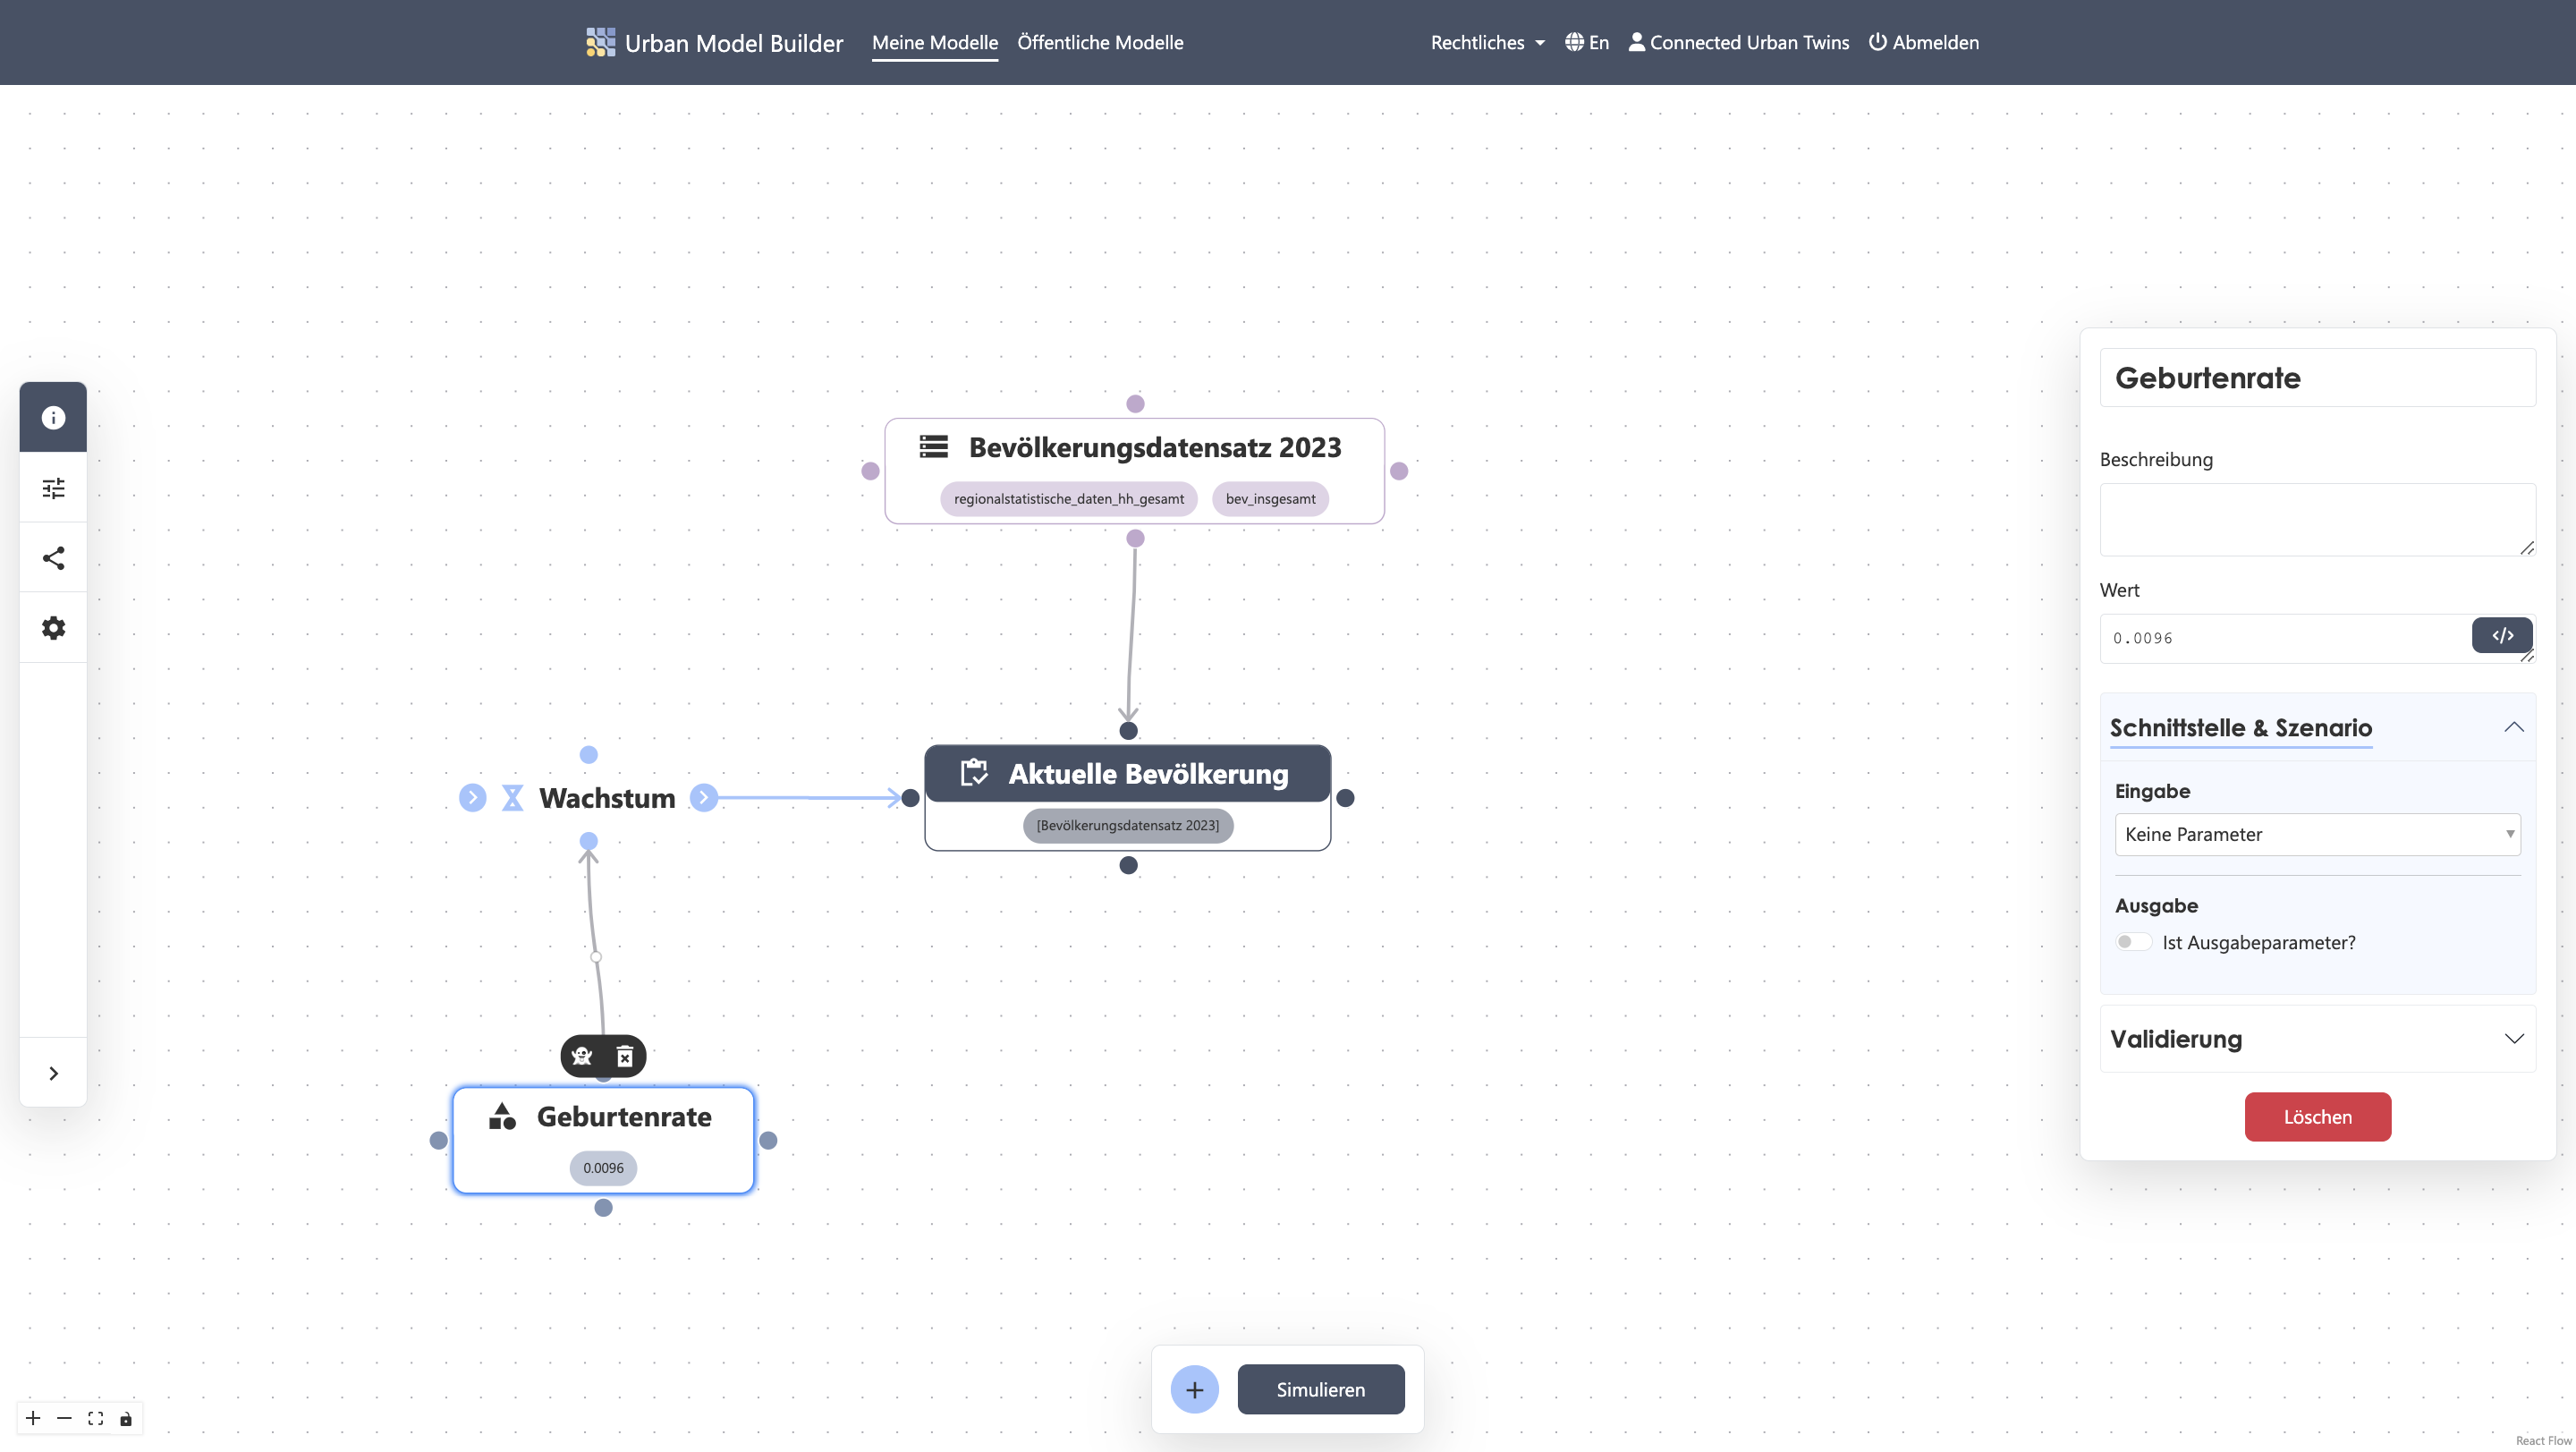 Urban Model Builder Meine Modelle Öffentliche Modelle Rechtliches En Connected Urban Twins Abmelden
Bevölkerungsdatensatz 2023
regionalstatistische_daten_hh_gesamt bev_insgesamt
Wachstum
Aktuelle Bevölkerung
[Bevölkerungsdatensatz 2023]
Geburtenrate
0.0096
Geburtenrate
Beschreibung
Wert
0.0096
</>
Schnittstelle & Szenario
Eingabe
Keine Parameter
Ausgabe
Ist Ausgabeparameter?
Validierung
Löschen
Simulieren
React Flow